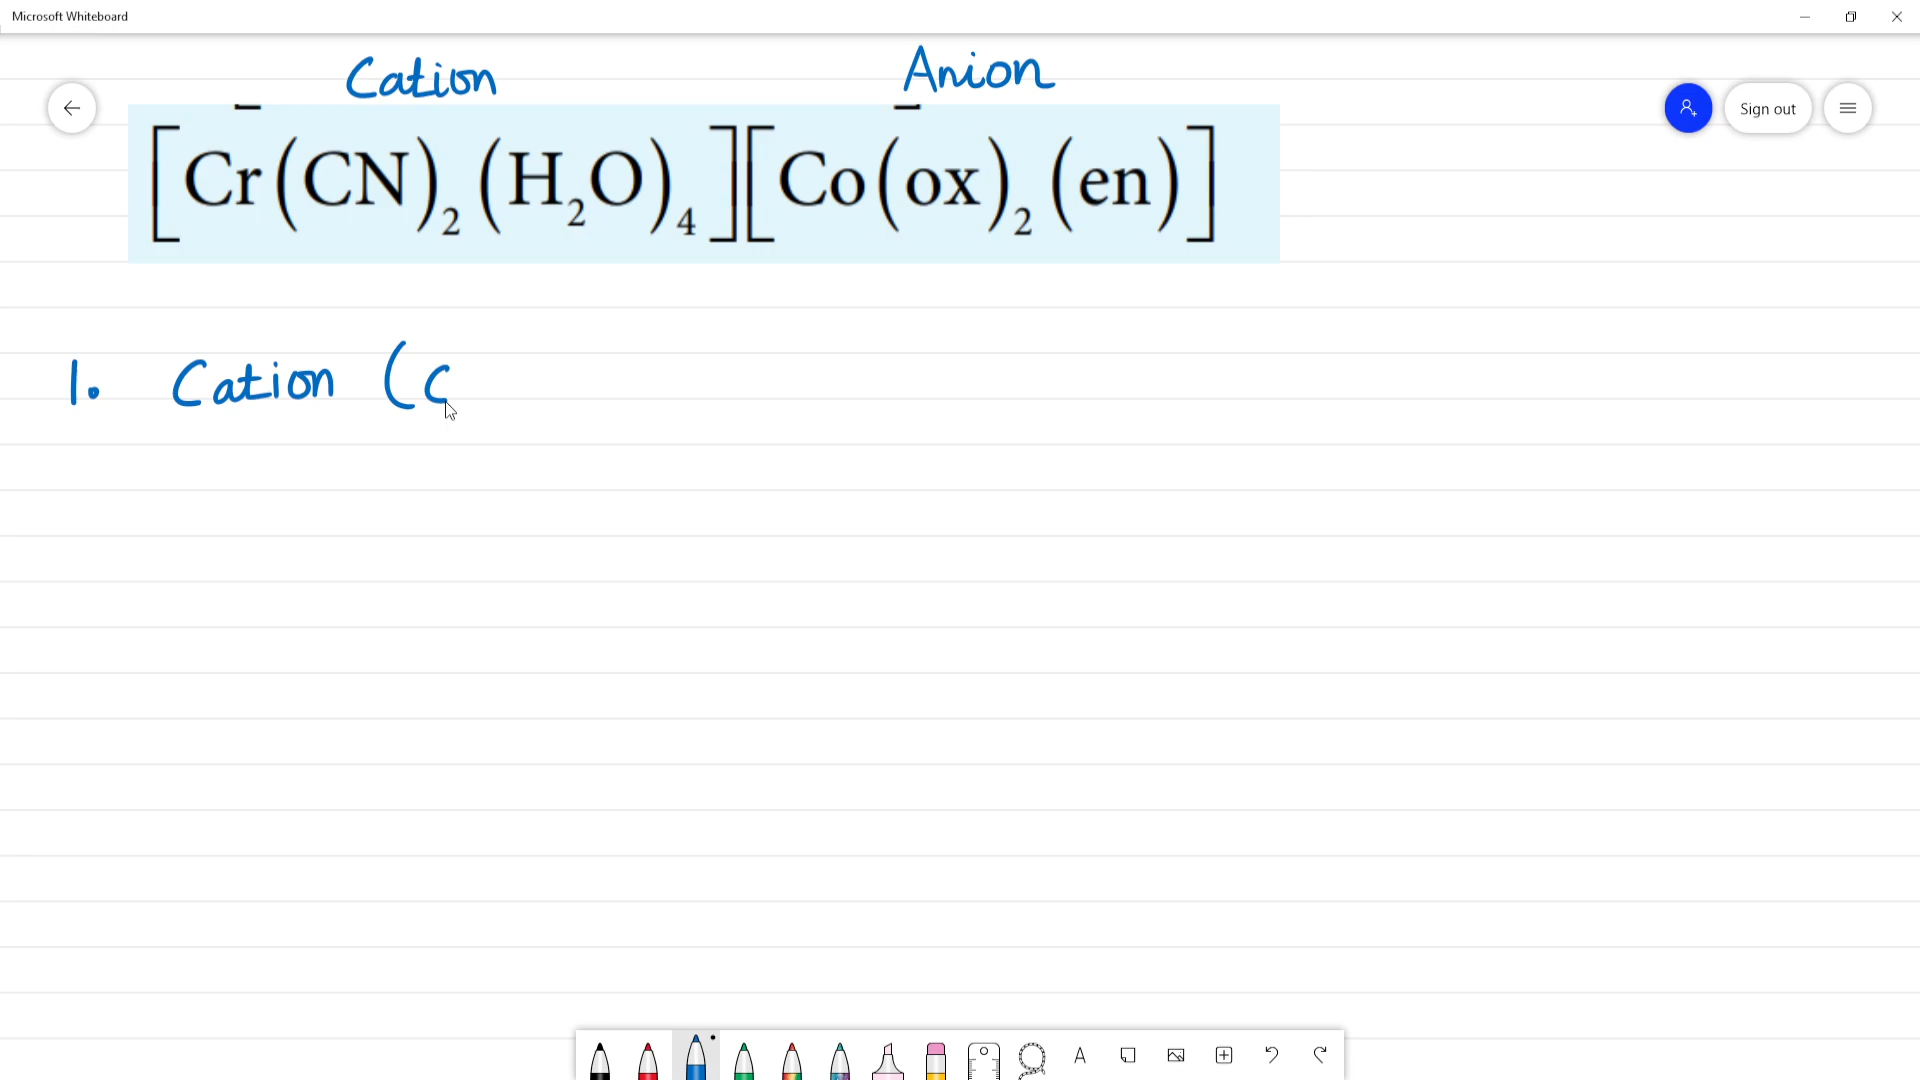 Microsoft Whiteboard
Cation Anion
[Cr(CN)₂(H₂O)₄][Co(ox)₂(en)]
Sign out
1. Cation (C
A